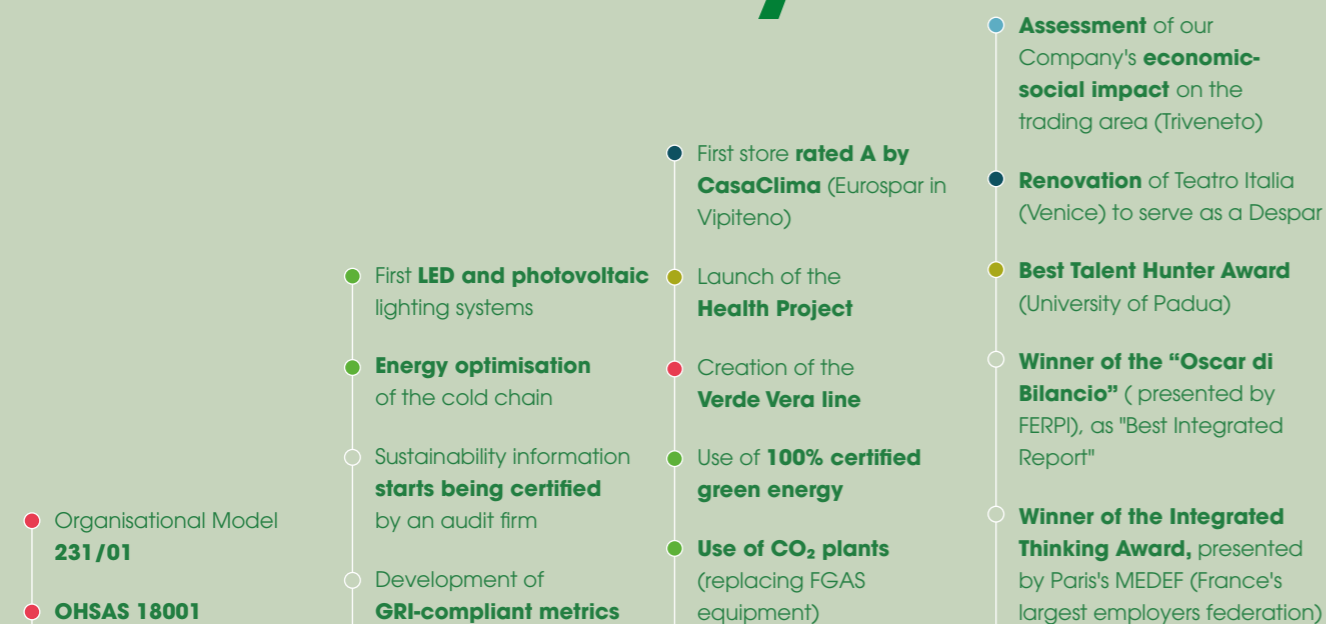 Organisational Model
231/01
OHSAS 18001
First LED and photovoltaic
lighting systems
Energy optimisation
of the cold chain
Sustainability information
starts being certified
by an audit firm
Development of
GRI-compliant metrics
First store rated A by
CasaClima (Eurospar in
Vipiteno)
Launch of the
Health Project
Creation of the
Verde Vera line
Use of 100% certified
green energy
Use of CO₂ plants
(replacing FGAS
equipment)
Assessment of our
Company's economic-
social impact on the
trading area (Triveneto)
Renovation of Teatro Italia
(Venice) to serve as a Despar
Best Talent Hunter Award
(University of Padua)
Winner of the “Oscar di
Bilancio” ( presented by
FERPI), as "Best Integrated
Report"
Winner of the Integrated
Thinking Award, presented
by Paris's MEDEF (France's
largest employers federation)